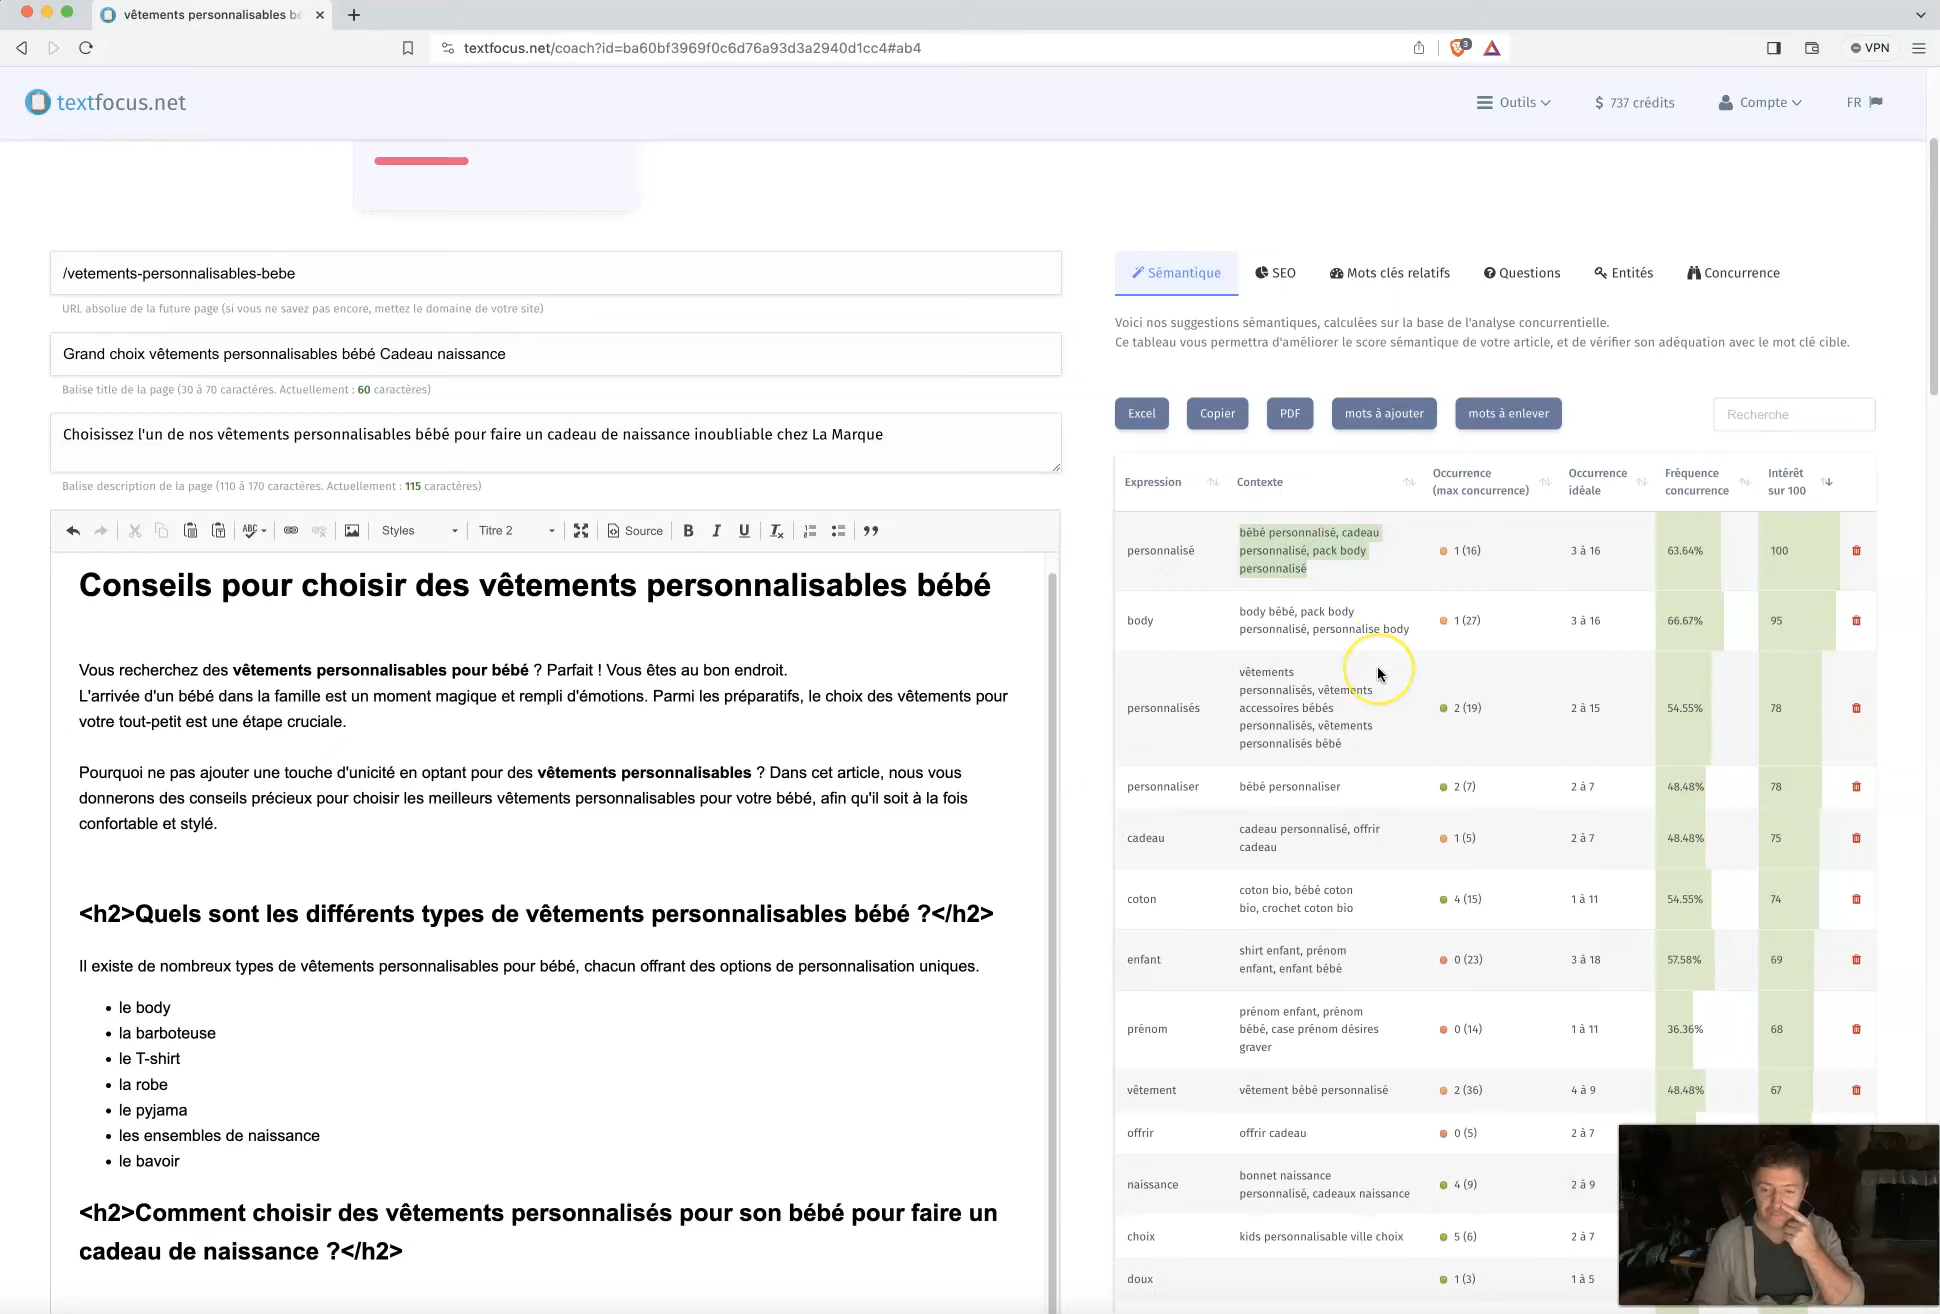 vêtements personnalisables bé
textfocus.net/coach?id=ba60bf3969f0c6d76a93d3a2940d1cc4#ab4
3
VPN
textfocus.net
Outils
$ 737 crédits
Compte
FR
/vetements-personnalisables-bebe
URL absolue de la future page (si vous ne savez pas encore, mettez le domaine de votre site)
Grand choix vêtements personnalisables bébé Cadeau naissance
Balise title de la page (30 à 70 caractères. Actuellement : 60 caractères)
Choisissez l'un de nos vêtements personnalisables bébé pour faire un cadeau de naissance inoubliable chez La Marque
Balise description de la page (110 à 170 caractères. Actuellement : 115 caractères)
ABC
Styles
Titre 2
Source
B I U Tx
Conseils pour choisir des vêtements personnalisables bébé
Vous recherchez des vêtements personnalisables pour bébé ? Parfait ! Vous êtes au bon endroit.
L'arrivée d'un bébé dans la famille est un moment magique et rempli d'émotions. Parmi les préparatifs, le choix des vêtements pour
votre tout-petit est une étape cruciale.
Pourquoi ne pas ajouter une touche d'unicité en optant pour des vêtements personnalisables ? Dans cet article, nous vous
donnerons des conseils précieux pour choisir les meilleurs vêtements personnalisables pour votre bébé, afin qu'il soit à la fois
confortable et stylé.
<h2>Quels sont les différents types de vêtements personnalisables bébé ?</h2>
Il existe de nombreux types de vêtements personnalisables pour bébé, chacun offrant des options de personnalisation uniques.
• le body
• la barboteuse
• le T-shirt
• la robe
• le pyjama
• les ensembles de naissance
• le bavoir
<h2>Comment choisir des vêtements personnalisés pour son bébé pour faire un
cadeau de naissance ?</h2>
Sémantique
SEO
Mots clés relatifs
Questions
Entités
Concurrence
Voici nos suggestions sémantiques, calculées sur la base de l'analyse concurrentielle.
Ce tableau vous permettra d'améliorer le score sémantique de votre article, et de vérifier son adéquation avec le mot clé cible.
Excel
Copier
PDF
mots à ajouter
mots à enlever
Recherche
Expression
Contexte
Occurrence
(max concurrence)
Occurrence
idéale
Fréquence
concurrence
Intérêt
sur 100
personnalisé
bébé personnalisé, cadeau
personnalisé, pack body
personnalisé
1 (16)
3 à 16
63.64%
100
body
body bébé, pack body
personnalisé, personnalise body
1 (27)
3 à 16
66.67%
95
personnalisés
vêtements
personnalisés, vêtements
accessoires bébés
personnalisés, vêtements
personnalisés bébé
2 (19)
2 à 15
54.55%
78
personnaliser
bébé personnaliser
2 (7)
2 à 7
48.48%
78
cadeau
cadeau personnalisé, offrir
cadeau
1 (5)
2 à 7
48.48%
75
coton
coton bio, bébé coton
bio, crochet coton bio
4 (15)
1 à 11
54.55%
74
enfant
shirt enfant, prénom
enfant, enfant bébé
0 (23)
3 à 18
57.58%
69
prénom
prénom enfant, prénom
bébé, case prénom désires
graver
0 (14)
1 à 11
36.36%
68
vêtement
vêtement bébé personnalisé
2 (36)
4 à 9
48.48%
67
offrir
offrir cadeau
0 (5)
2 à 7
naissance
bonnet naissance
personnalisé, cadeaux naissance
4 (9)
2 à 9
choix
kids personnalisable ville choix
5 (6)
2 à 7
doux
1 (3)
1 à 5